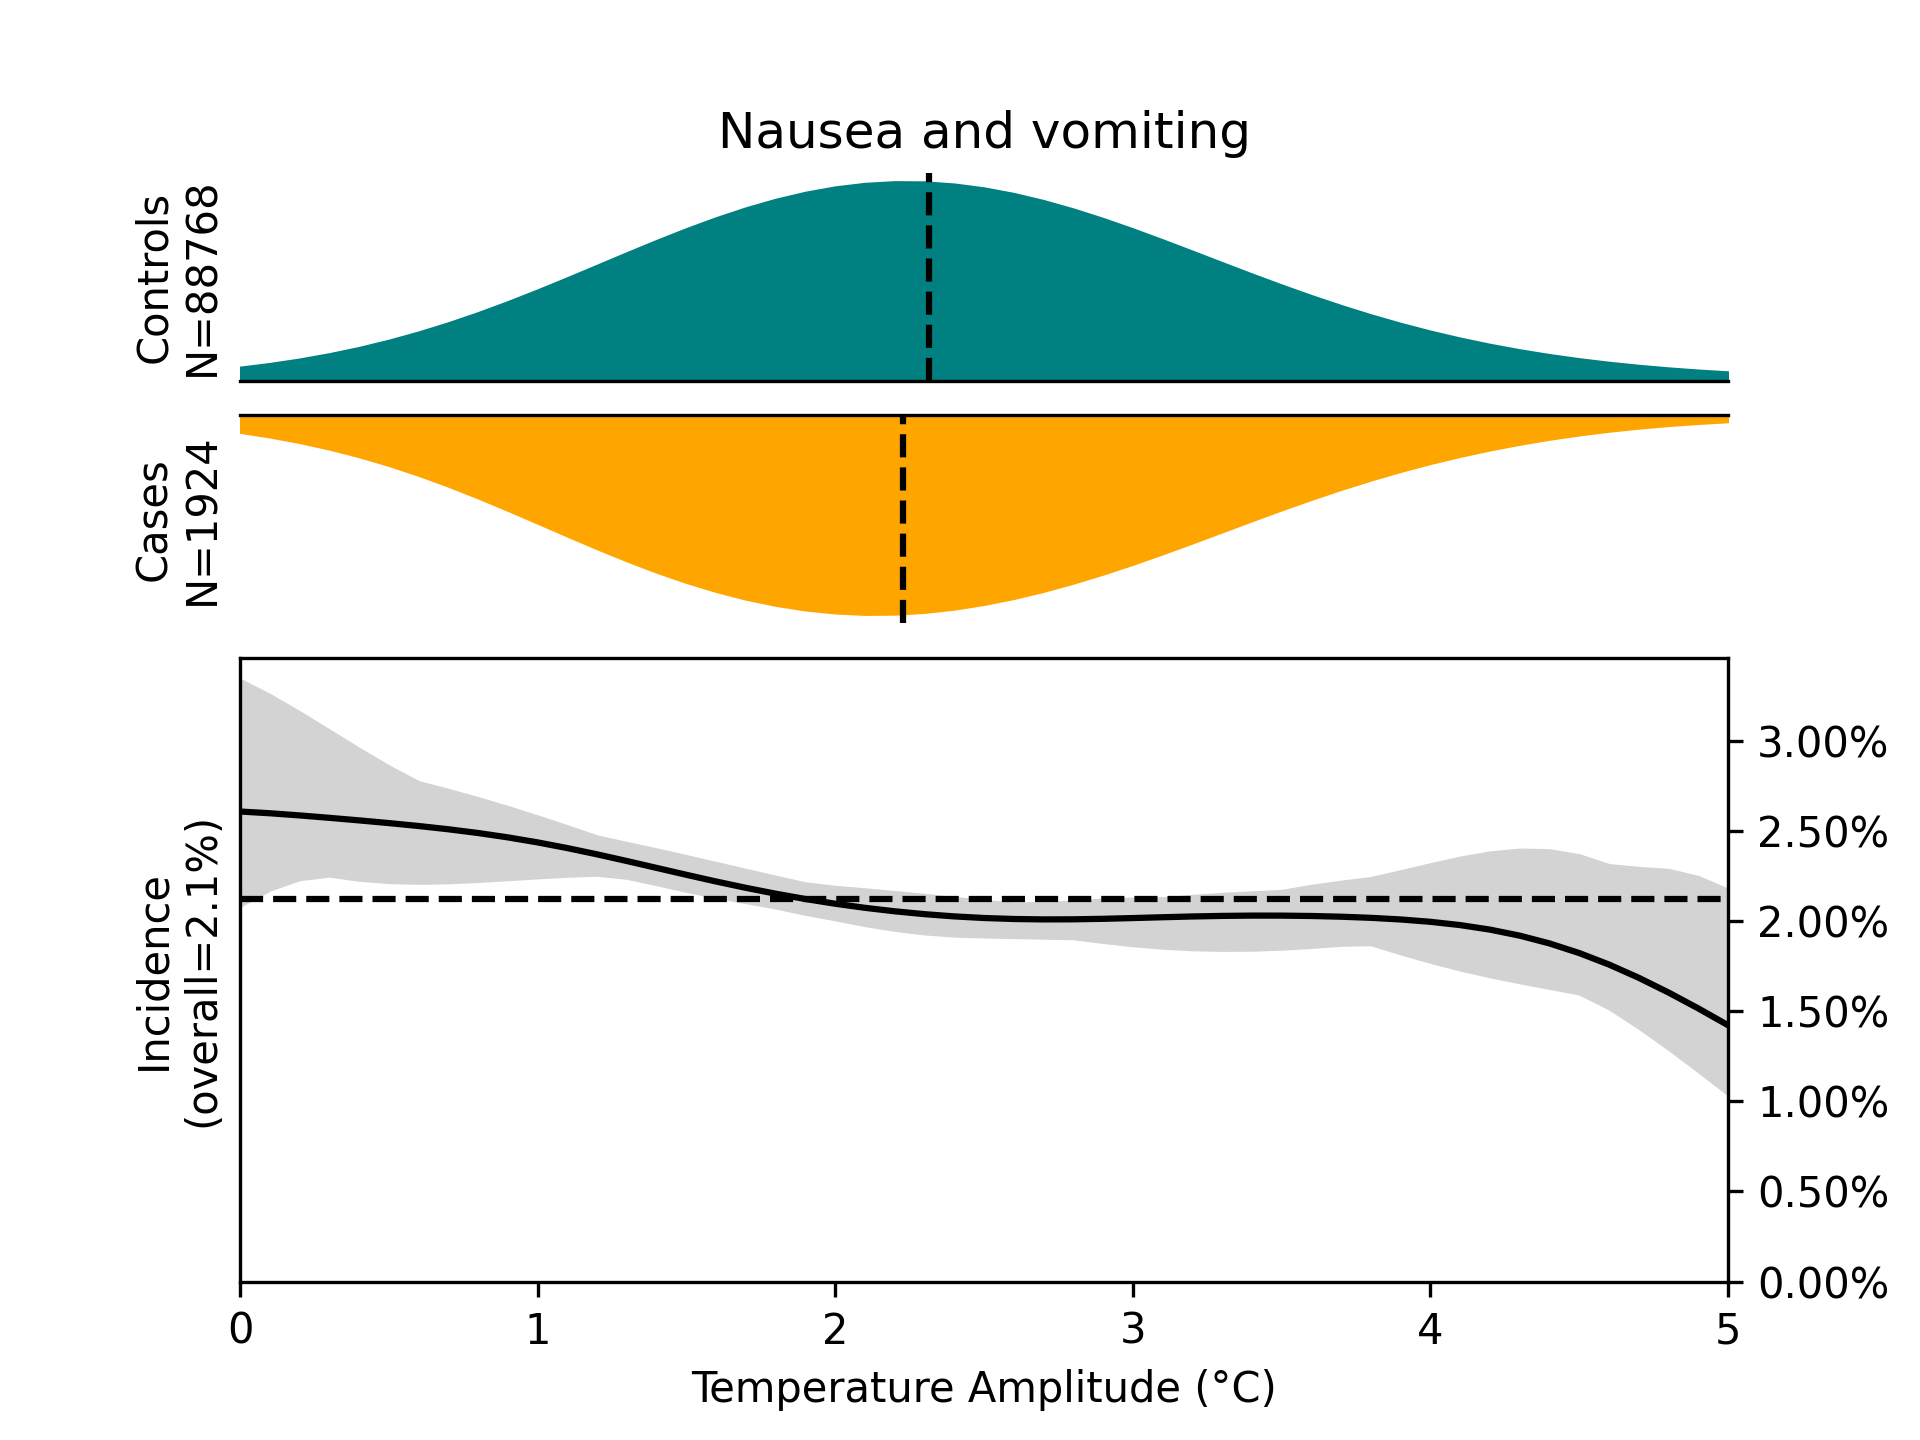 Nausea and vomiting
Controls
N=88768
Cases
N=1924
Incidence
(overall=2.1%)
3.00%
2.50%
2.00%
1.50%
1.00%
0.50%
0.00%
0 1 2 3 4 5
Temperature Amplitude (°C)